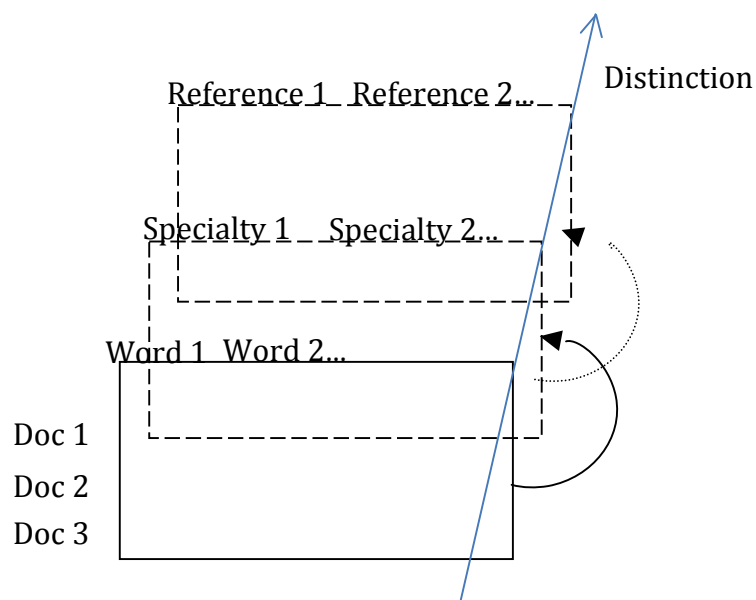 Distinction
Reference 1 Reference 2...
Specialty 1 Specialty 2...
Word 1 Word 2...
Doc 1
Doc 2
Doc 3